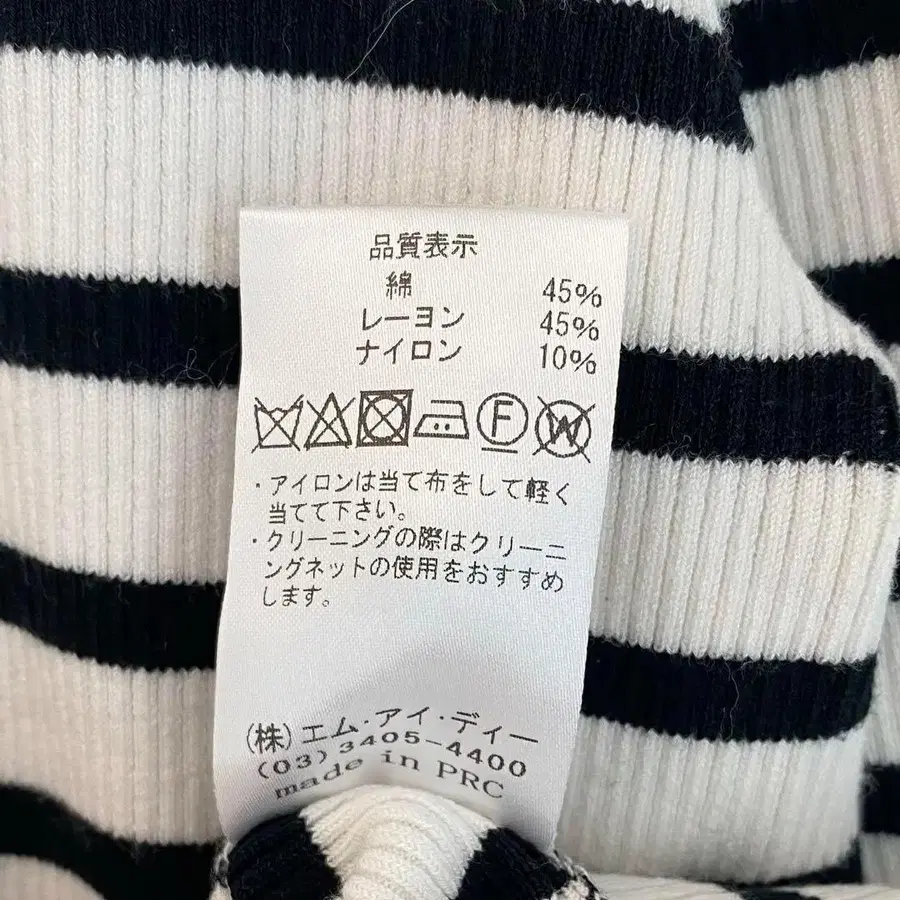 品質表示
綿 45%
レーヨン 45%
ナイロン 10%
F W
・アイロンは当て布をして軽く
当てて下さい。
・クリーニングの際はクリーニ
ングネットの使用をおすすめ
します。
(株)エム・アイ・ディー
(03)3405-4400
made in PRC